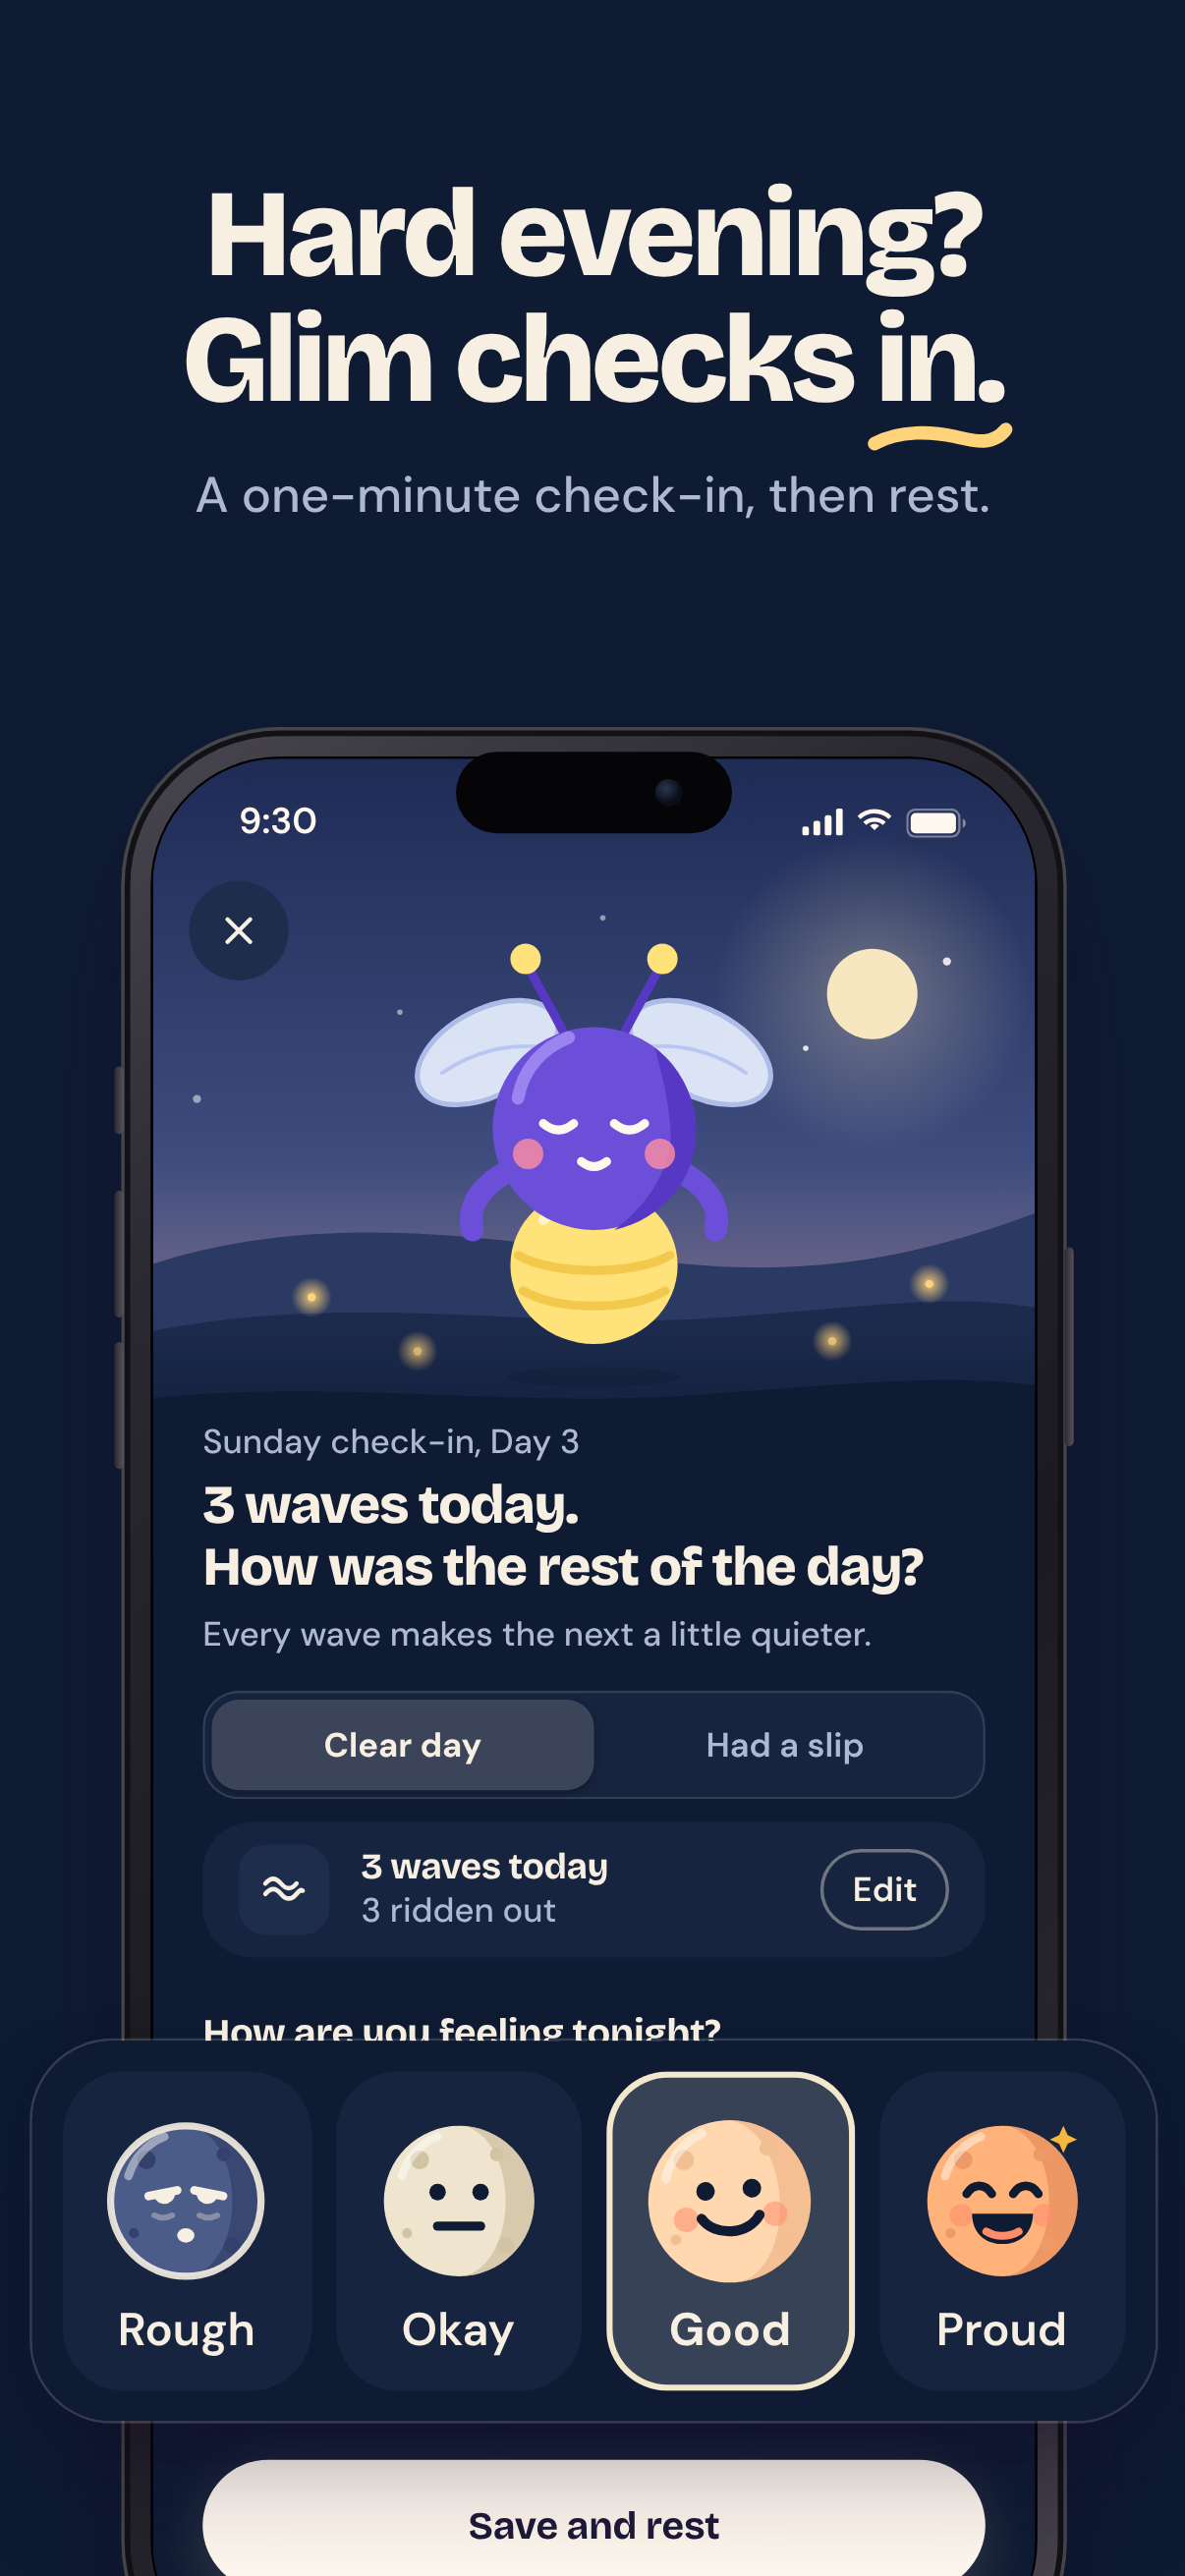 Hard evening?
Glim checks in.
A one-minute check-in, then rest.
9:30
Sunday check-in, Day 3
3 waves today.
How was the rest of the day?
Every wave makes the next a little quieter.
Clear day
Had a slip
3 waves today
3 ridden out
Edit
How are you feeling tonight?
Rough
Okay
Good
Proud
Save and rest